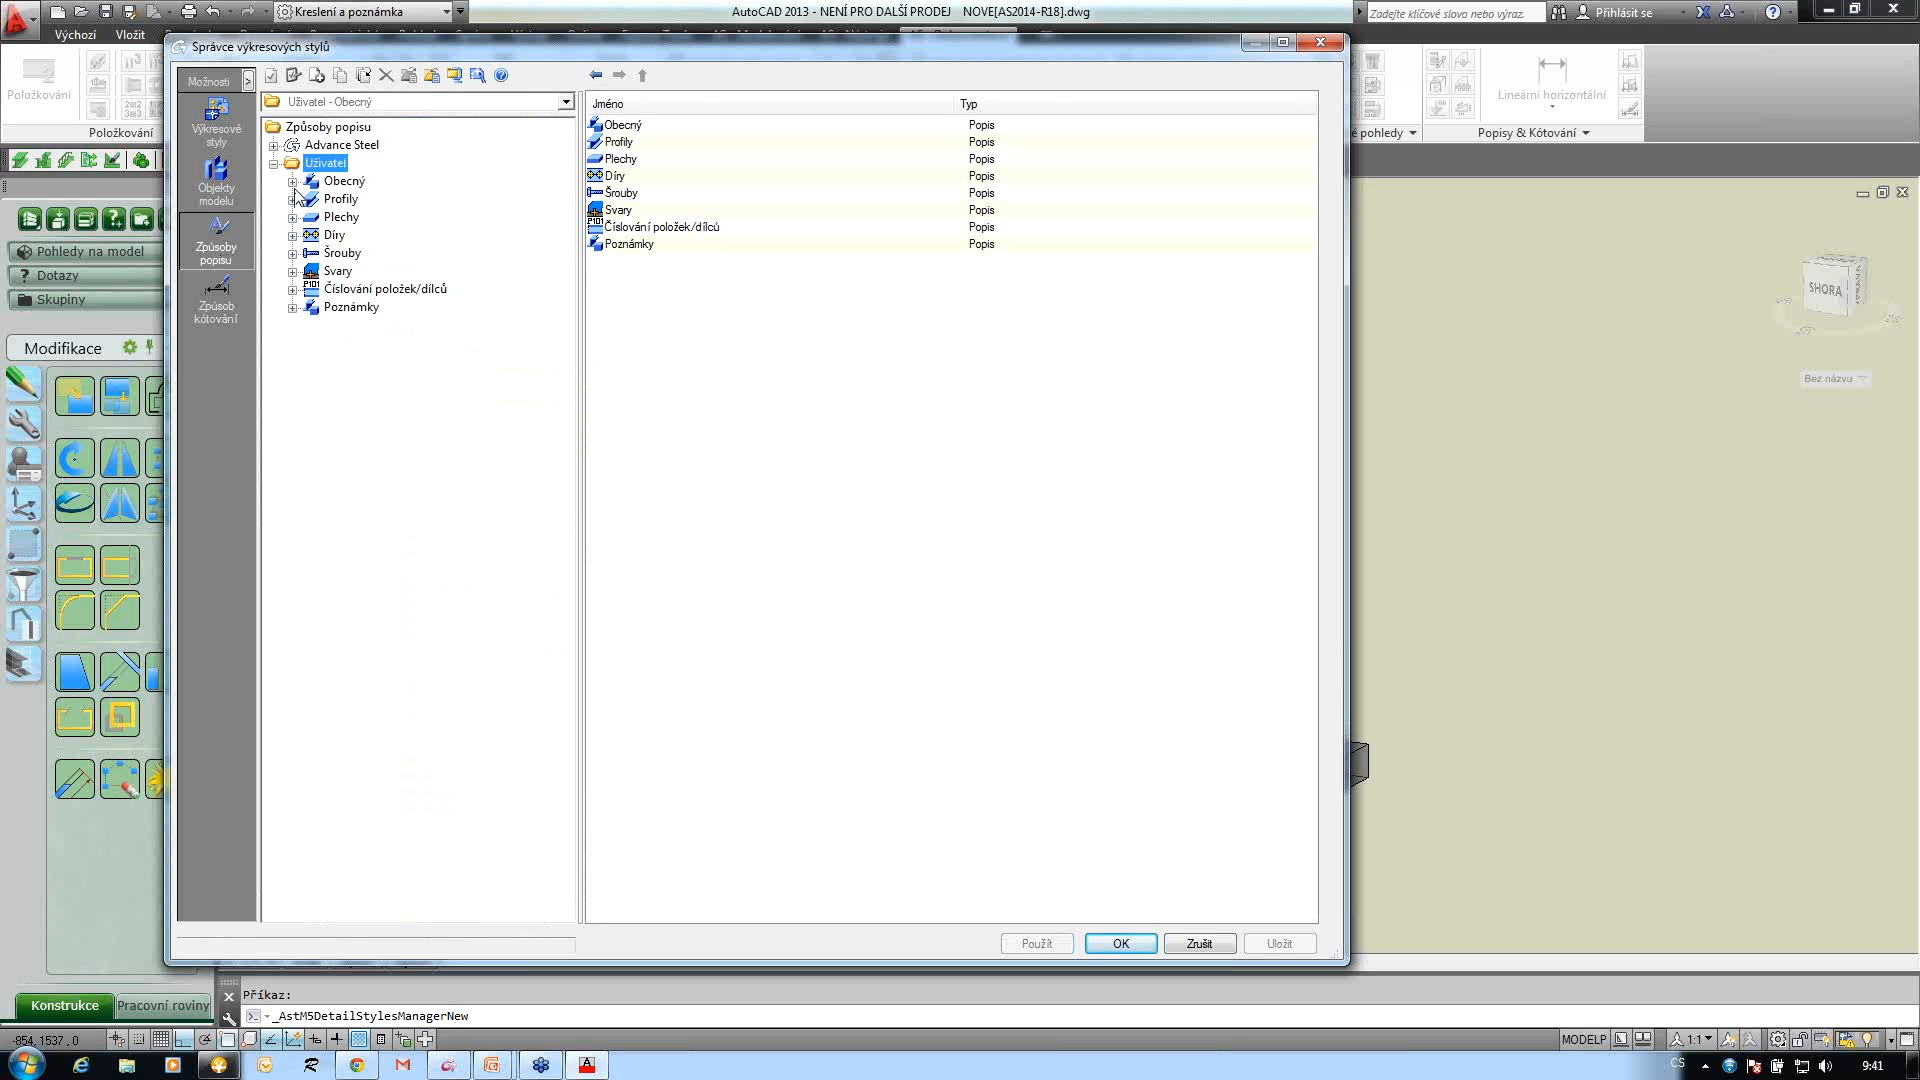 Kreslení a poznámka
AutoCAD 2013 - NENÍ PRO DALŠÍ PRODEJ NOVE[AS2014-R18].dwg
Zadejte klíčové slovo nebo výraz.
Přihlásit se
Výchozí
Vložit
Správce výkresových stylů
Položkování
Položkování
Možnosti
Výkresové styly
Objekty modelu
Způsoby popisu
Způsob kótování
Uživatel - Obecný
Způsoby popisu
Advance Steel
Uživatel
Obecný
Profily
Plechy
Díry
Šrouby
Svary
Číslování položek/dílců
Poznámky
Jméno Typ
Obecný Popis
Profily Popis
Plechy Popis
Díry Popis
Šrouby Popis
Svary Popis
Číslování položek/dílců Popis
Poznámky Popis
Lineární horizontální
é pohledy
Popisy & Kótování
Pohledy na model
Dotazy
Skupiny
Modifikace
SHORA
Bez názvu
Použít
OK
Zrušit
Uložit
Konstrukce
Pracovní roviny
Příkaz:
_AstM5DetailStylesManagerNew
-854,1537 , 0
MODELP
1:1
CS
9:41